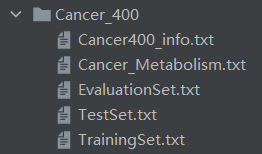 Cancer_400
Cancer400_info.txt
Cancer_Metabolism.txt
EvaluationSet.txt
TestSet.txt
TrainingSet.txt